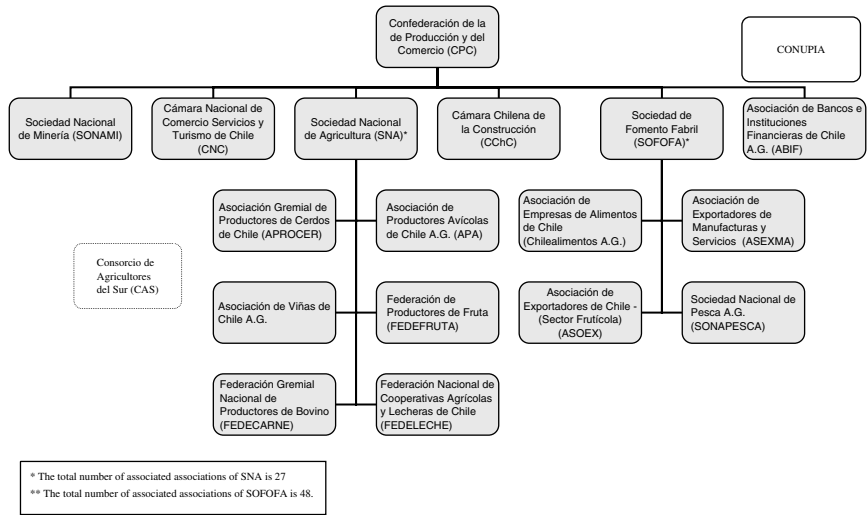 Confederación de la
de Producción y del
Comercio (CPC)
CONUPIA
Sociedad Nacional
de Minería (SONAMI)
Cámara Nacional de
Comercio Servicios y
Turismo de Chile
(CNC)
Sociedad Nacional
de Agricultura (SNA)*
Cámara Chilena de
la Construcción
(CChC)
Sociedad de
Fomento Fabril
(SOFOFA)*
Asociación de Bancos e
Instituciones
Financieras de Chile
A.G. (ABIF)
Asociación Gremial de
Productores de Cerdos
de Chile (APROCER)
Asociación de
Productores Avícolas
de Chile A.G. (APA)
Asociación de
Empresas de Alimentos
de Chile
(Chilealimentos A.G.)
Asociación de
Exportadores de
Manufacturas y
Servicios (ASEXMA)
Consorcio de
Agricultores
del Sur (CAS)
Asociación de Viñas de
Chile A.G.
Federación de
Productores de Fruta
(FEDEFRUTA)
Asociación de
Exportadores de Chile -
(Sector Frutícola)
(ASOEX)
Sociedad Nacional de
Pesca A.G.
(SONAPESCA)
Federación Gremial
Nacional de
Productores de Bovino
(FEDECARNE)
Federación Nacional de
Cooperativas Agrícolas
y Lecheras de Chile
(FEDELECHE)
* The total number of associated associations of SNA is 27
** The total number of associated associations of SOFOFA is 48.